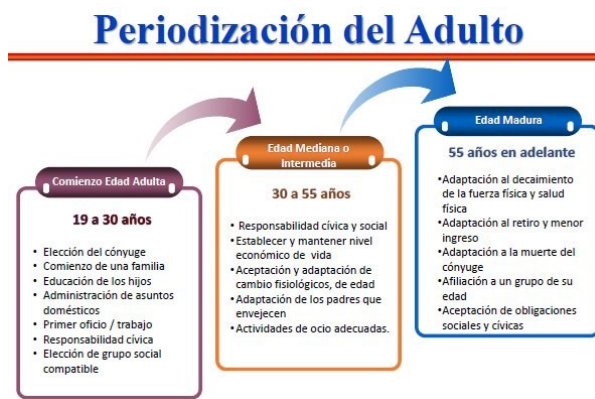 Periodización del Adulto
Comienzo Edad Adulta
19 a 30 años
• Elección del cónyuge
• Comienzo de una familia
• Educación de los hijos
• Administración de asuntos
domésticos
• Primer oficio / trabajo
• Responsabilidad cívica
• Elección de grupo social
compatible
Edad Mediana o
Intermedia
30 a 55 años
• Responsabilidad cívica y social
•Establecer y mantener nivel
económico de vida
•Aceptación y adaptación de
cambio fisiológicos, de edad
•Adaptación de los padres que
envejecen
•Actividades de ocio adecuadas.
Edad Madura
55 años en adelante
•Adaptación al decaimiento
de la fuerza física y salud
física
•Adaptación al retiro y menor
ingreso
•Adaptación a la muerte del
cónyuge
•Afiliación a un grupo de su
edad
•Aceptación de obligaciones
sociales y cívicas